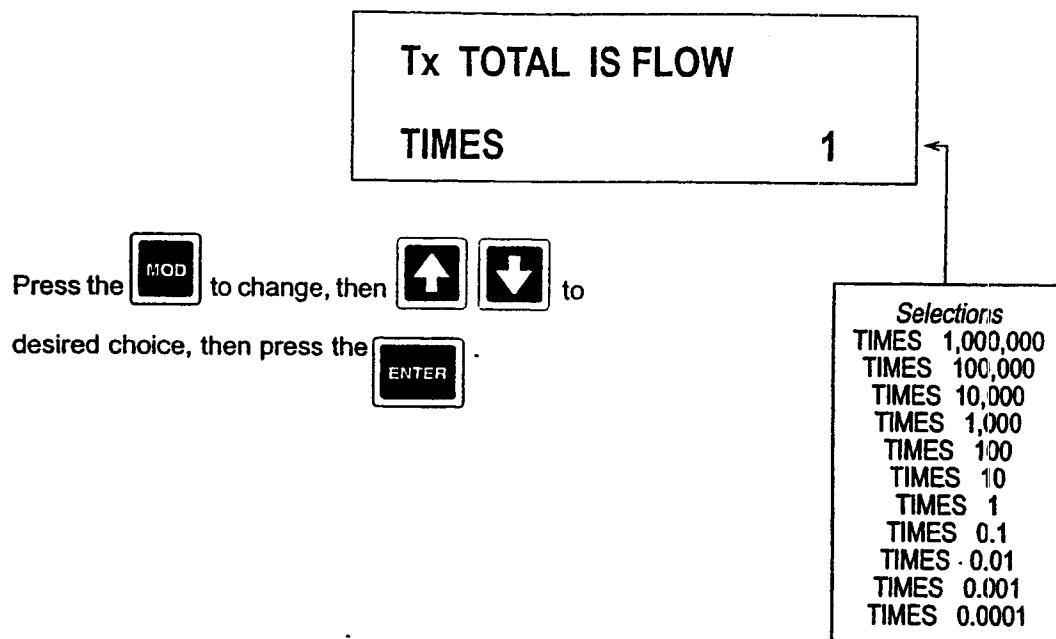 Tx TOTAL IS FLOW
TIMES 1
Press the MOD to change, then to
desired choice, then press the ENTER .
Selections
TIMES 1,000,000
TIMES 100,000
TIMES 10,000
TIMES 1,000
TIMES 100
TIMES 10
TIMES 1
TIMES 0.1
TIMES 0.01
TIMES 0.001
TIMES 0.0001